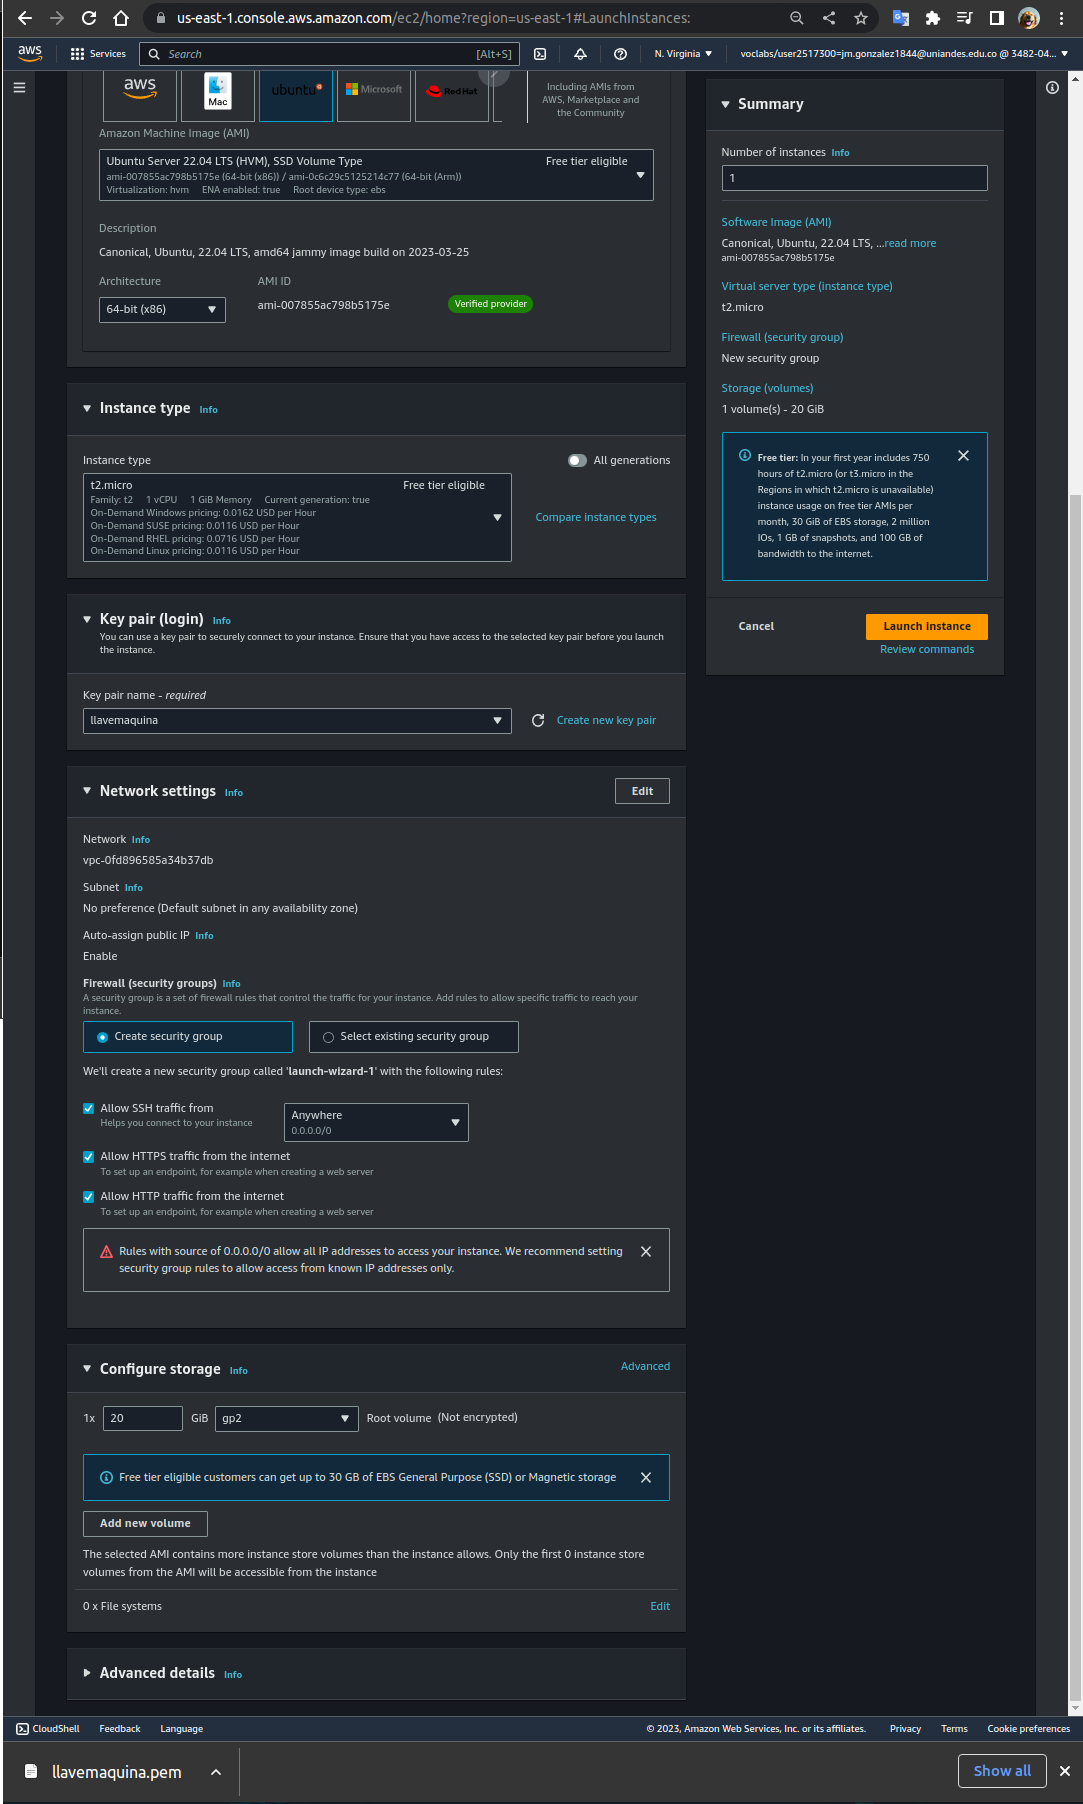 us-east-1.console.aws.amazon.com/ec2/home?region=us-east-1#LaunchInstances:
aws
Services
Search
[Alt+S]
N. Virginia
voclabs/user2517300=jm.gonzalez1844@uniandes.edu.co @ 3482-04...
aws
Mac
ubuntu
Microsoft
Red Hat
Including AMIs from
AWS, Marketplace and
the Community
Amazon Machine Image (AMI)
Ubuntu Server 22.04 LTS (HVM), SSD Volume Type
Free tier eligible
ami-007855ac798b5175e (64-bit (x86)) / ami-0c6c29c5125214c77 (64-bit (Arm))
Virtualization: hvm ENA enabled: true Root device type: ebs
Description
Canonical, Ubuntu, 22.04 LTS, amd64 jammy image build on 2023-03-25
Architecture
AMI ID
64-bit (x86)
ami-007855ac798b5175e
Verified provider
Instance type Info
Instance type
All generations
t2.micro
Free tier eligible
Family: t2 1 vCPU 1 GiB Memory Current generation: true
On-Demand Windows pricing: 0.0162 USD per Hour
On-Demand SUSE pricing: 0.0116 USD per Hour
On-Demand RHEL pricing: 0.0716 USD per Hour
On-Demand Linux pricing: 0.0116 USD per Hour
Compare instance types
Key pair (login) Info
You can use a key pair to securely connect to your instance. Ensure that you have access to the selected key pair before you launch
the instance.
Key pair name - required
llavemaquina
Create new key pair
Network settings Info
Edit
Network Info
vpc-0fd896585a34b37db
Subnet Info
No preference (Default subnet in any availability zone)
Auto-assign public IP Info
Enable
Firewall (security groups) Info
A security group is a set of firewall rules that control the traffic for your instance. Add rules to allow specific traffic to reach your
instance.
Create security group
Select existing security group
We'll create a new security group called 'launch-wizard-1' with the following rules:
Allow SSH traffic from
Helps you connect to your instance
Anywhere
0.0.0.0/0
Allow HTTPS traffic from the internet
To set up an endpoint, for example when creating a web server
Allow HTTP traffic from the internet
To set up an endpoint, for example when creating a web server
Rules with source of 0.0.0.0/0 allow all IP addresses to access your instance. We recommend setting
security group rules to allow access from known IP addresses only.
Configure storage Info
Advanced
1x
20
GiB
gp2
Root volume (Not encrypted)
Free tier eligible customers can get up to 30 GB of EBS General Purpose (SSD) or Magnetic storage
Add new volume
The selected AMI contains more instance store volumes than the instance allows. Only the first 0 instance store
volumes from the AMI will be accessible from the instance
0 x File systems
Edit
Advanced details Info
Summary
Number of instances Info
1
Software Image (AMI)
Canonical, Ubuntu, 22.04 LTS, ...read more
ami-007855ac798b5175e
Virtual server type (instance type)
t2.micro
Firewall (security group)
New security group
Storage (volumes)
1 volume(s) - 20 GiB
Free tier: In your first year includes 750
hours of t2.micro (or t3.micro in the
Regions in which t2.micro is unavailable)
instance usage on free tier AMIs per
month, 30 GiB of EBS storage, 2 million
IOs, 1 GB of snapshots, and 100 GB of
bandwidth to the internet.
Cancel
Launch instance
Review commands
CloudShell
Feedback
Language
© 2023, Amazon Web Services, Inc. or its affiliates.
Privacy
Terms
Cookie preferences
llavemaquina.pem
Show all